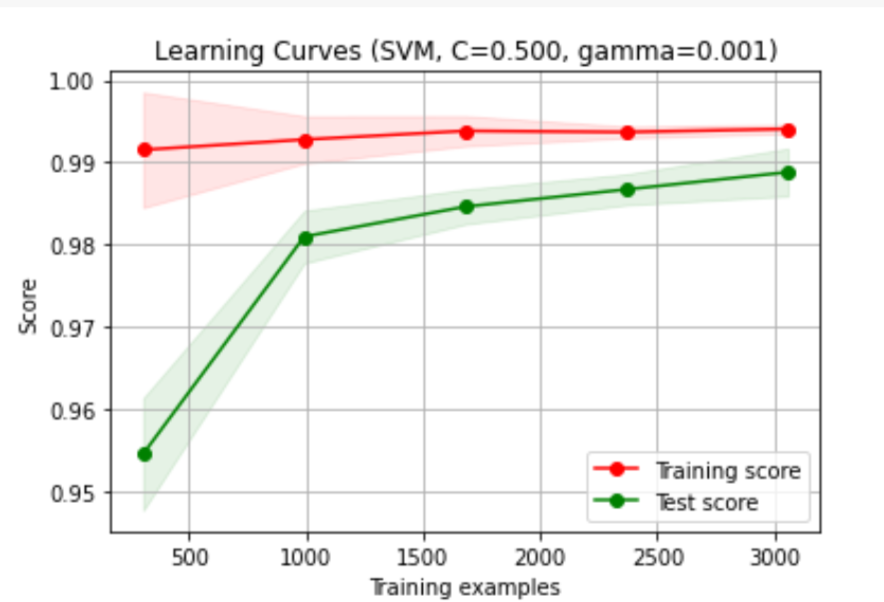 Learning Curves (SVM, C=0.500, gamma=0.001)
1.00
0.99
0.98
0.97
0.96
0.95
Score
Training score
Test score
500 1000 1500 2000 2500 3000
Training examples